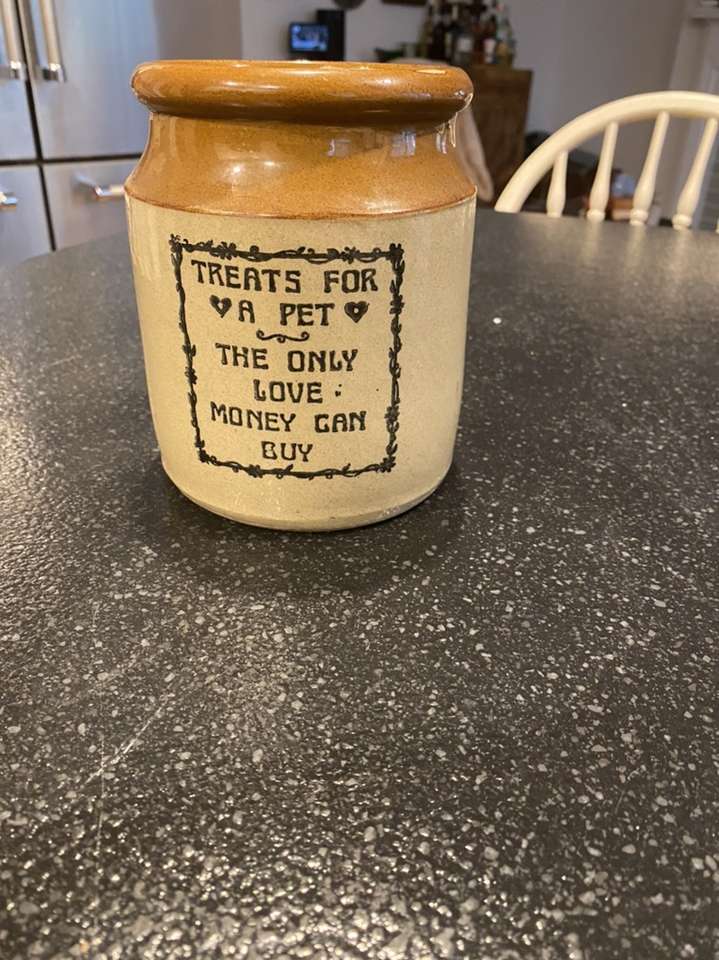 TREATS FOR
♥ A PET ♥
THE ONLY
LOVE
MONEY CAN
BUY